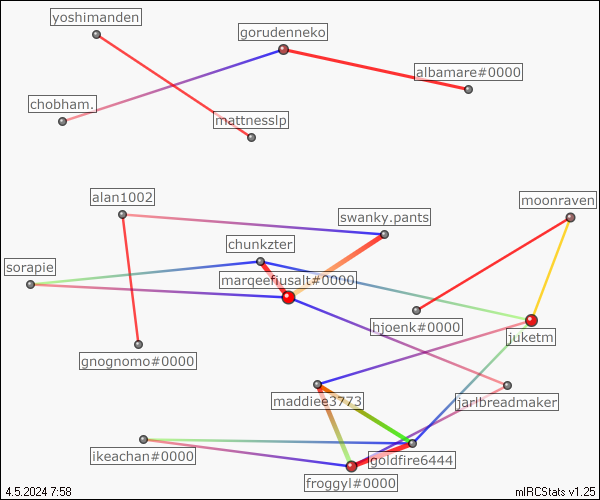 yoshimanden
gorudenneko
albamare#0000
chobham.
mattnesslp
alan1002
moonraven
swanky.pants
chunkzter
sorapie
marqeefiusalt#0000
hjoenk#0000
juketm
gnognomo#0000
maddiee3773
jarlbreadmaker
ikeachan#0000
goldfire6444
froggyl#0000
4.5.2024 7:58
mIRCStats v1.25